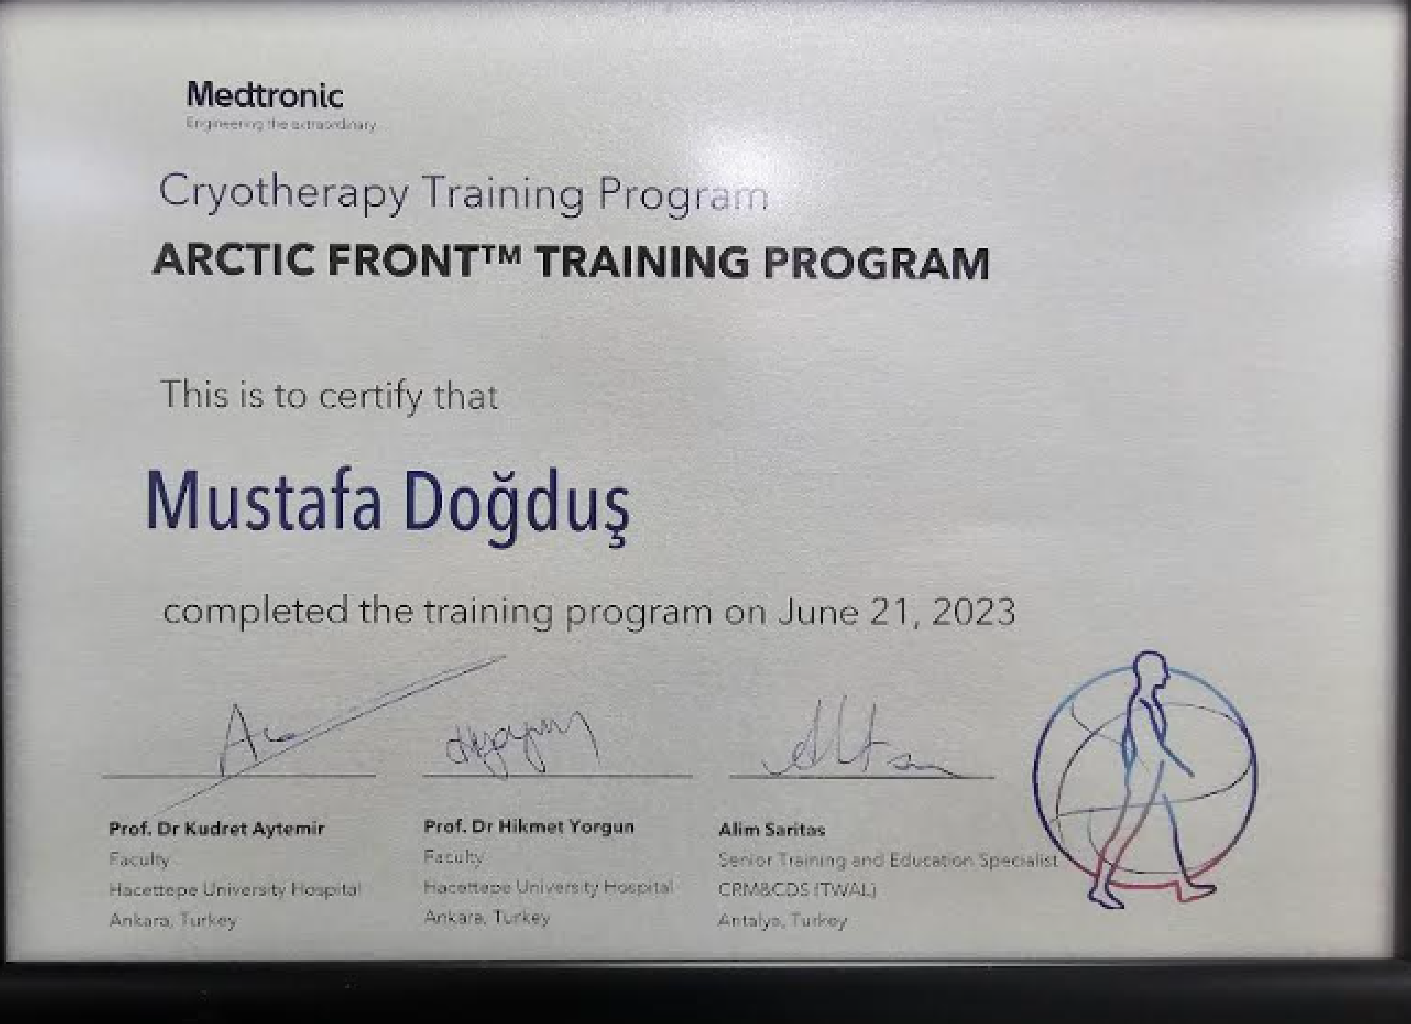 Medtronic
Engineering the extraordinary
Cryotherapy Training Program
ARCTIC FRONT™ TRAINING PROGRAM
This is to certify that
Mustafa Doğduş
completed the training program on June 21, 2023
Prof. Dr Kudret Aytemir
Faculty
Hacettepe University Hospital
Ankara, Turkey
Prof. Dr Hikmet Yorgun
Faculty
Hacettepe University Hospital
Ankara, Turkey
Alim Saritas
Senior Training and Education Specialist
CRM&CDS (TWAL)
Antalya, Turkey